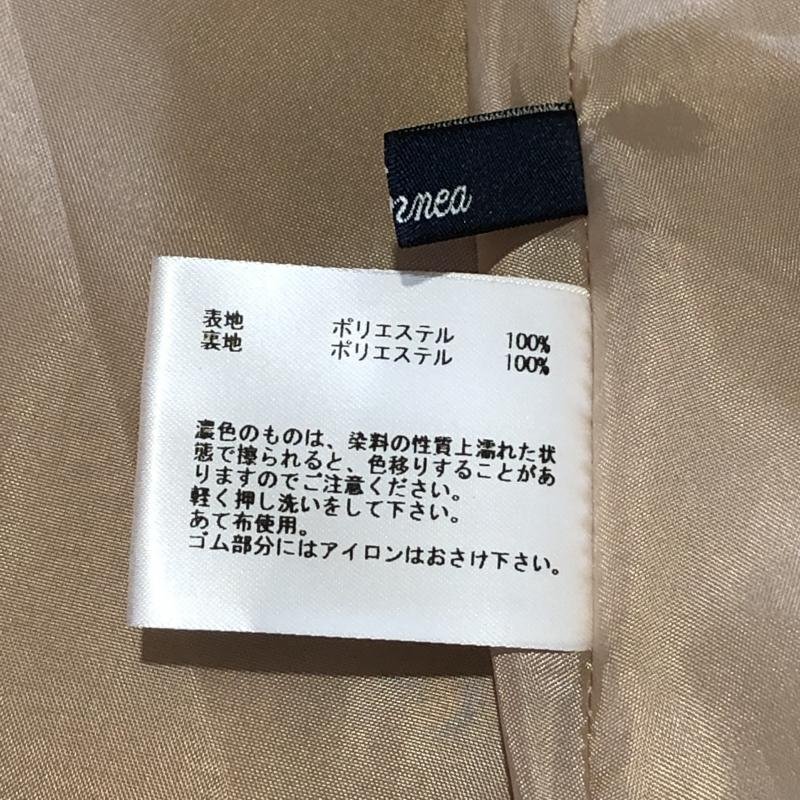 nnea
表地 ポリエステル 100%
裏地 ポリエステル 100%
濃色のものは、染料の性質上濡れた状
態で擦られると、色移りすることがあ
りますのでご注意ください。
軽く押し洗いをして下さい。
あて布使用。
ゴム部分にはアイロンはおさけ下さい。